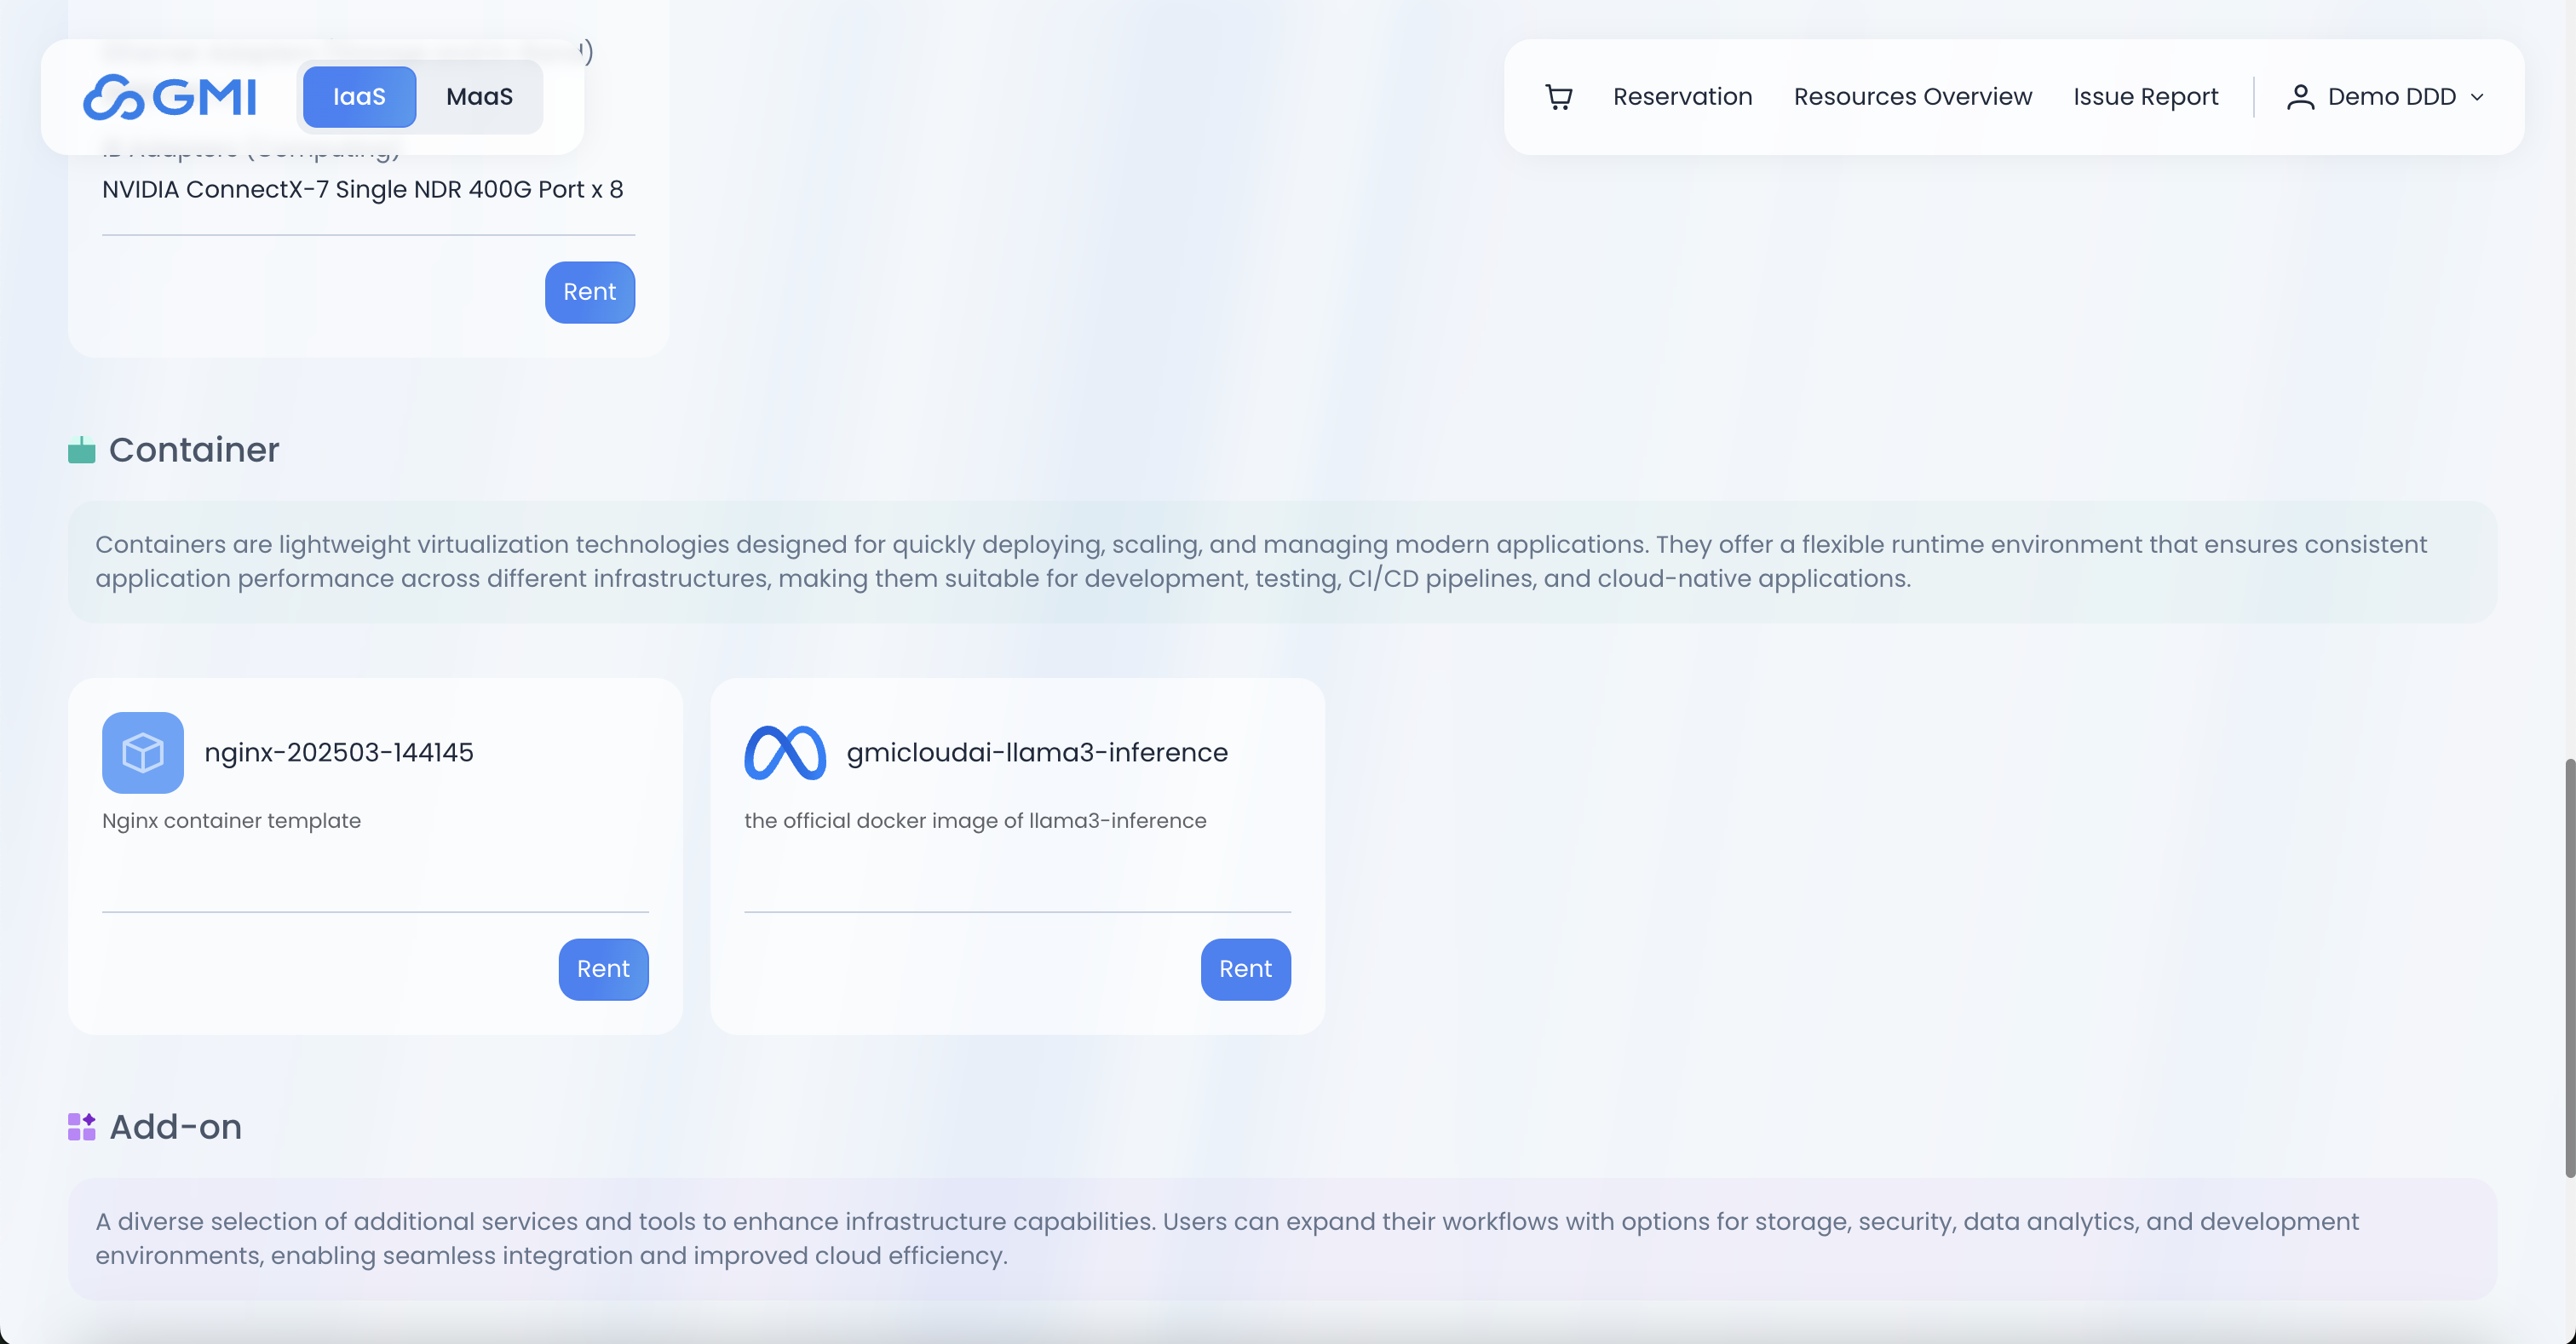 GMI
IaaS
MaaS
Reservation
Resources Overview
Issue Report
Demo DDD
NVIDIA ConnectX-7 Single NDR 400G Port x 8
Rent
Container
Containers are lightweight virtualization technologies designed for quickly deploying, scaling, and managing modern applications. They offer a flexible runtime environment that ensures consistent
application performance across different infrastructures, making them suitable for development, testing, CI/CD pipelines, and cloud-native applications.
nginx-202503-144145
Nginx container template
Rent
gmicloudai-llama3-inference
the official docker image of llama3-inference
Rent
Add-on
A diverse selection of additional services and tools to enhance infrastructure capabilities. Users can expand their workflows with options for storage, security, data analytics, and development
environments, enabling seamless integration and improved cloud efficiency.